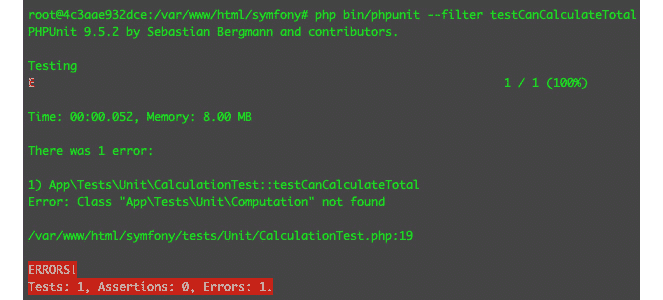 root@4c3aae932dce:/var/www/html/symfony# php bin/phpunit --filter testCanCalculateTotal
PHPUnit 9.5.2 by Sebastian Bergmann and contributors.
Testing
E 1 / 1 (100%)
Time: 00:00.052, Memory: 8.00 MB
There was 1 error:
1) App\Tests\Unit\CalculationTest::testCanCalculateTotal
Error: Class "App\Tests\Unit\Computation" not found
/var/www/html/symfony/tests/Unit/CalculationTest.php:19
ERRORS!
Tests: 1, Assertions: 0, Errors: 1.